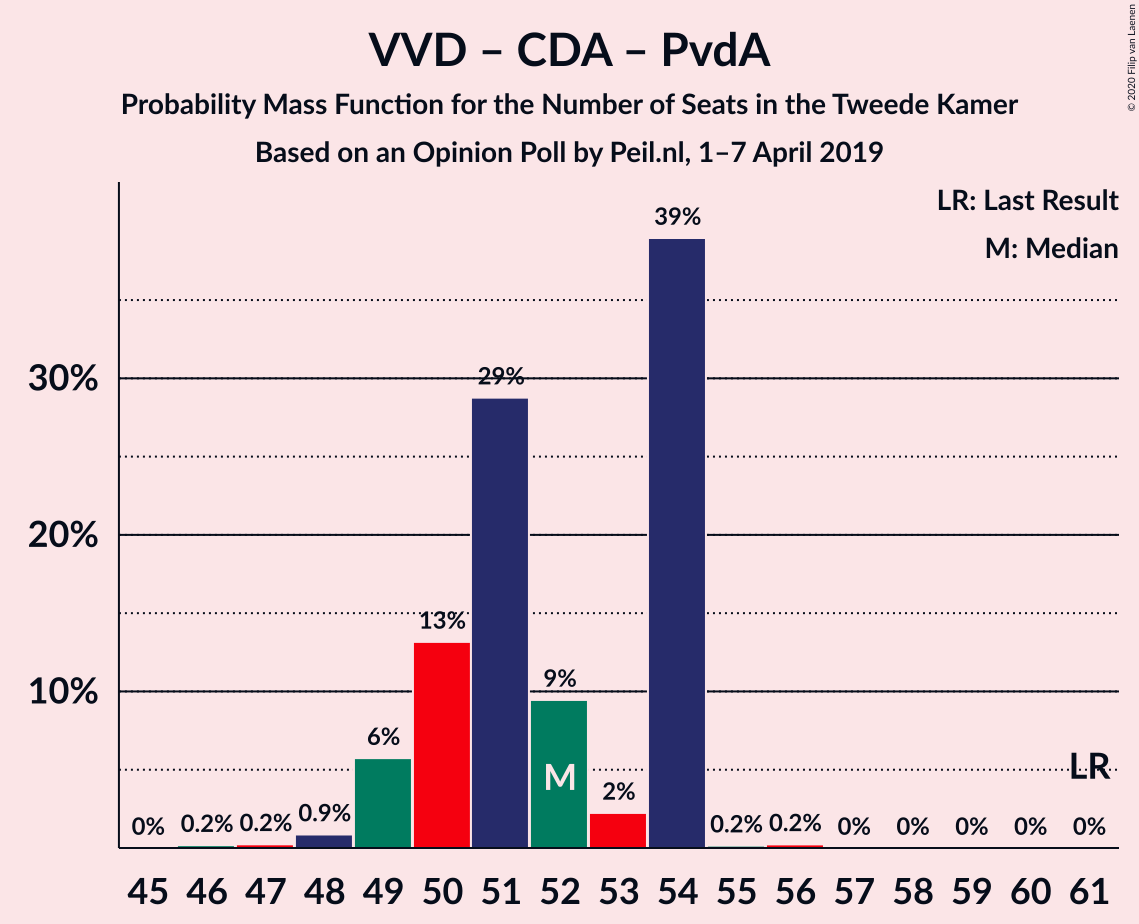 VVD – CDA – PvdA
Probability Mass Function for the Number of Seats in the Tweede Kamer
Based on an Opinion Poll by Peil.nl, 1–7 April 2019
© 2020 Filip van Laenen
LR: Last Result
M: Median
30%
20%
10%
0%
0.2%
0.2%
0.9%
6%
13%
29%
9%
2%
39%
0.2%
0.2%
0%
0%
0%
0%
0%
M
LR
45 46 47 48 49 50 51 52 53 54 55 56 57 58 59 60 61